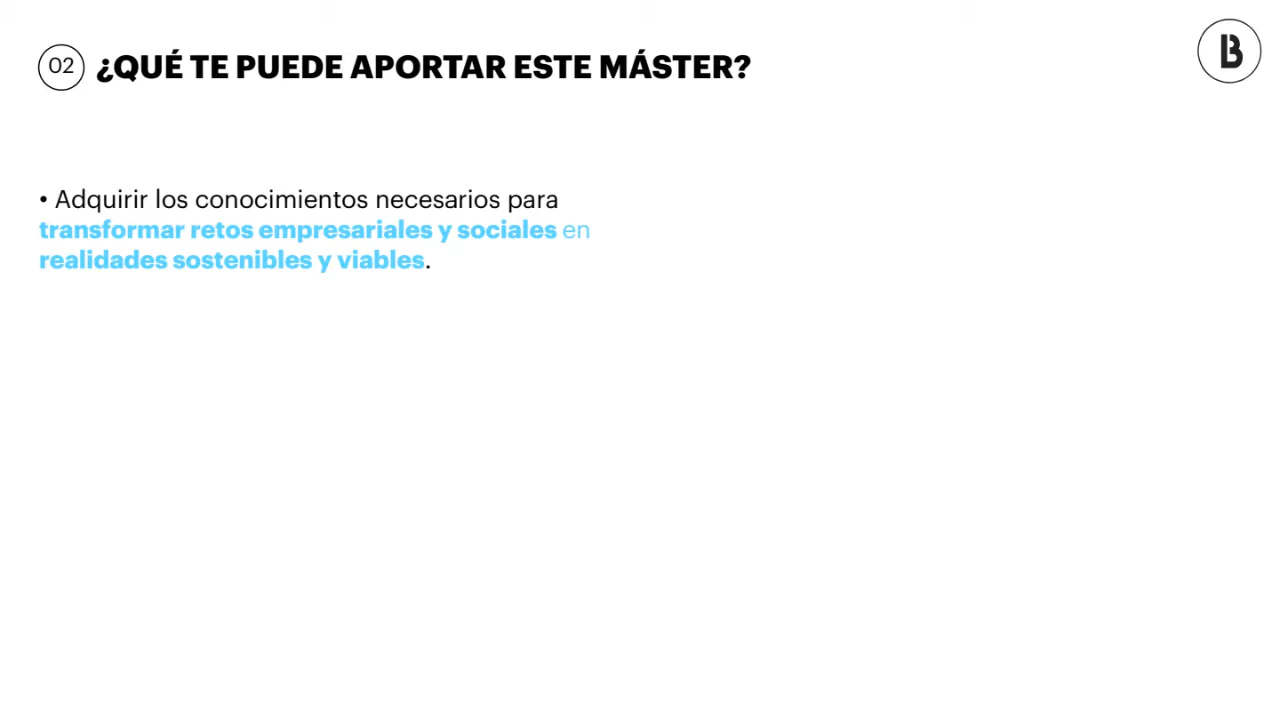 02 ¿QUÉ TE PUEDE APORTAR ESTE MÁSTER?
B
• Adquirir los conocimientos necesarios para
transformar retos empresariales y sociales en
realidades sostenibles y viables.